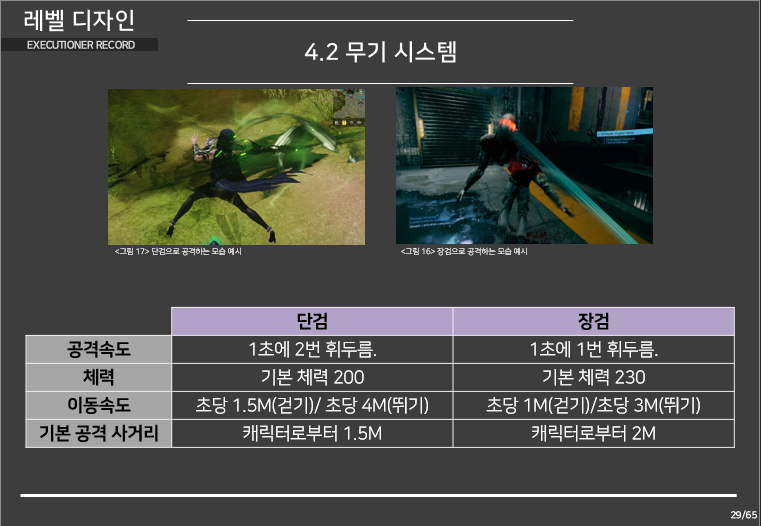 레벨 디자인
EXECUTIONER RECORD
4.2 무기 시스템
<그림 17> 단검으로 공격하는 모습 예시
<그림 16> 장검으로 공격하는 모습 예시
단검 장검
공격속도 1초에 2번 휘두름. 1초에 1번 휘두름.
체력 기본 체력 200 기본 체력 230
이동속도 초당 1.5M(걷기)/ 초당 4M(뛰기) 초당 1M(걷기)/초당 3M(뛰기)
기본 공격 사거리 캐릭터로부터 1.5M 캐릭터로부터 2M
29/65